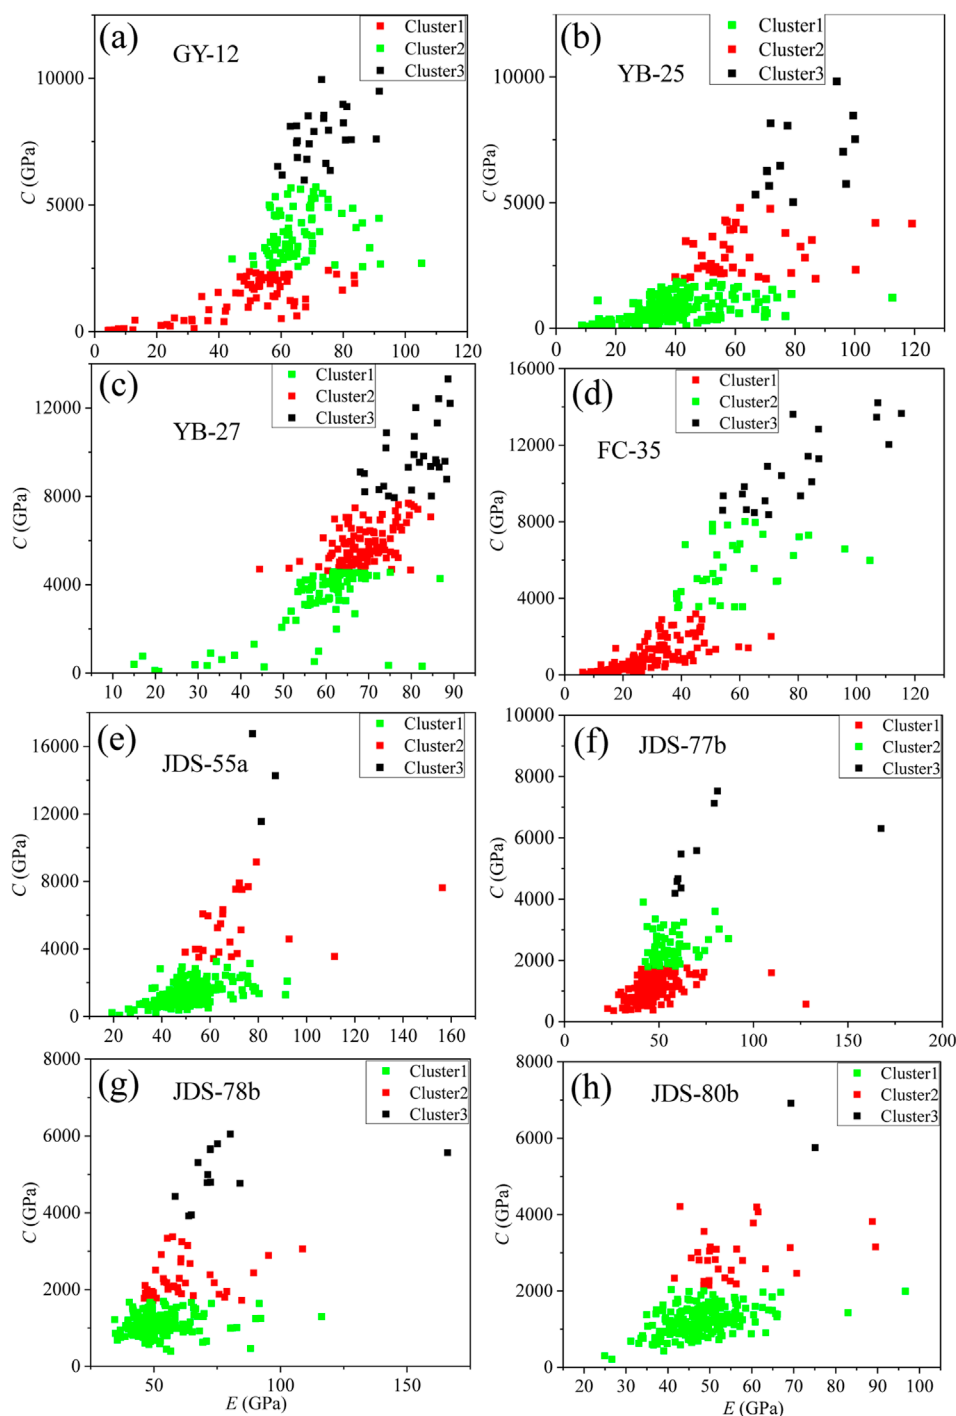 (a)
GY-12
Cluster1
Cluster2
Cluster3
C (GPa)
10000
5000
0
0 20 40 60 80 100 120
(b)
YB-25
Cluster1
Cluster2
Cluster3
C (GPa)
10000
5000
0
0 20 40 60 80 100 120
(c)
YB-27
Cluster1
Cluster2
Cluster3
C (GPa)
12000
8000
4000
0
10 20 30 40 50 60 70 80 90
(d)
FC-35
Cluster1
Cluster2
Cluster3
C (GPa)
16000
12000
8000
4000
0
0 20 40 60 80 100 120
(e)
JDS-55a
Cluster1
Cluster2
Cluster3
C (GPa)
16000
12000
8000
4000
0
20 40 60 80 100 120 140 160
(f)
JDS-77b
Cluster1
Cluster2
Cluster3
C (GPa)
10000
8000
6000
4000
2000
0
0 50 100 150 200
(g)
JDS-78b
Cluster1
Cluster2
Cluster3
C (GPa)
8000
6000
4000
2000
0
50 100 150
E (GPa)
(h)
JDS-80b
Cluster1
Cluster2
Cluster3
C (GPa)
8000
6000
4000
2000
0
20 30 40 50 60 70 80 90 100
E (GPa)